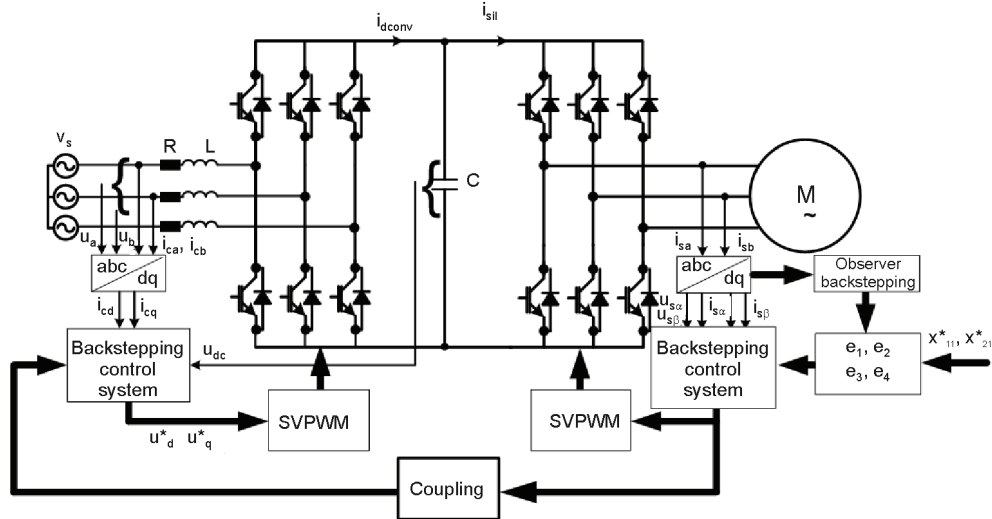 i_dconv
i_sil
v_s
R
L
C
M
~
u_a
u_b
i_ca, i_cb
i_sa
i_sb
abc
dq
abc
dq
Observer
backstepping
i_cd
i_cq
u_sα
u_sβ
i_sα
i_sβ
Backstepping
control
system
u_dc
Backstepping
control
system
e_1, e_2
e_3, e_4
x*_11, x*_21
u*_d u*_q
SVPWM
SVPWM
Coupling